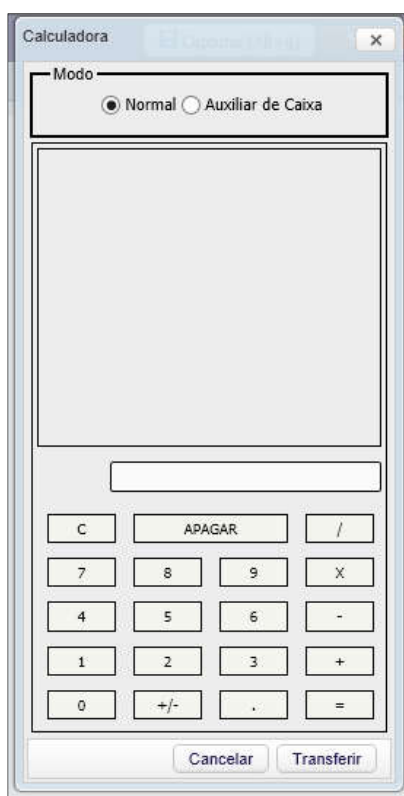 Calculadora
Modo
Normal Auxiliar de Caixa
C APAGAR /
7 8 9 X
4 5 6 -
1 2 3 +
0 +/- . =
Cancelar Transferir